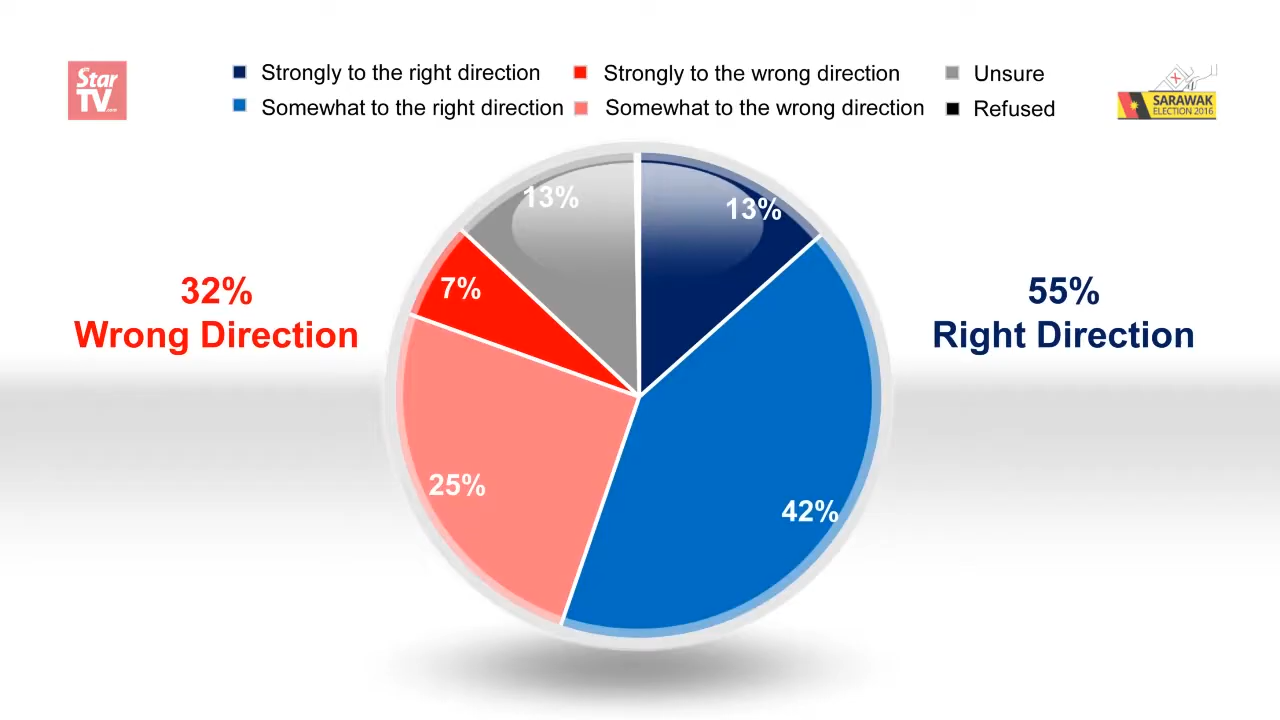 Star
TV
Strongly to the right direction
Strongly to the wrong direction
Unsure
Somewhat to the right direction
Somewhat to the wrong direction
Refused
SARAWAK
ELECTION 2016
13%
13%
7%
32%
Wrong Direction
55%
Right Direction
25%
42%